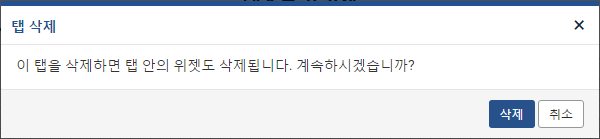 탭 삭제
이 탭을 삭제하면 탭 안의 위젯도 삭제됩니다. 계속하시겠습니까?
삭제 취소